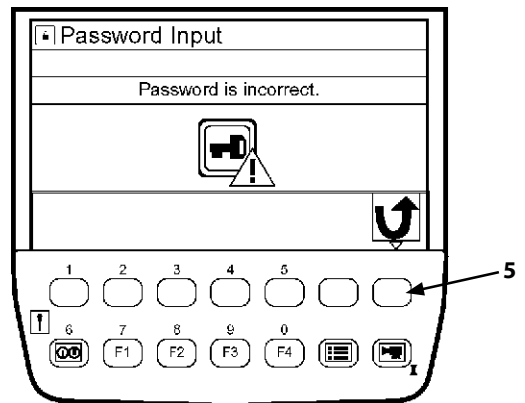 Password Input
Password is incorrect.
1 2 3 4 5
5
6 7 8 9 0
F1 F2 F3 F4
I